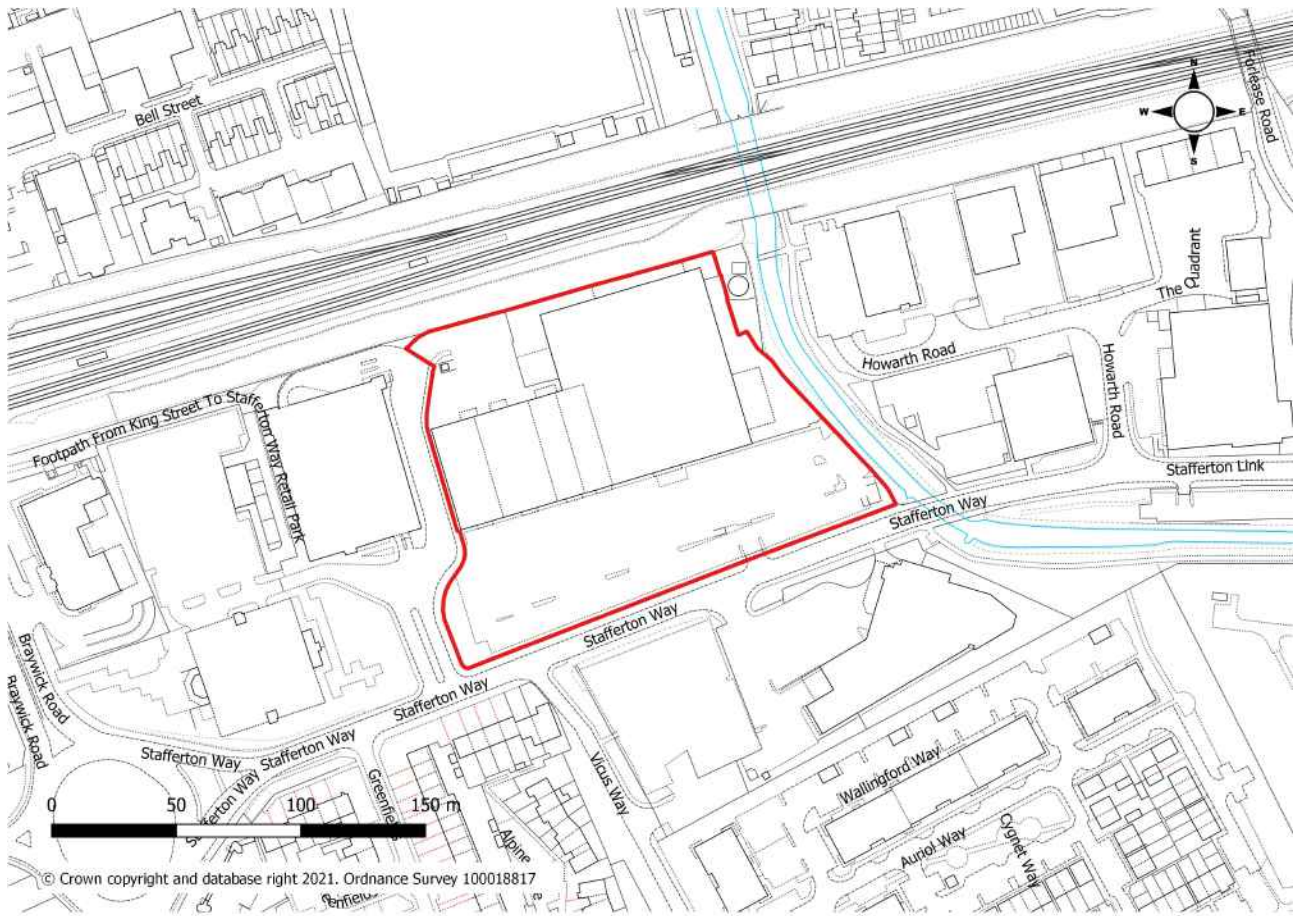 Bell Street
Forlease Road
N
W E
S
The Quadrant
Howarth Road
Howarth Road
Footpath From King Street To Stafferton Way Retail Park
Stafferton Link
Stafferton Way
Stafferton Way
Braywick Road
Braywick Road
Stafferton Way
Stafferton Way
Stafferton Way
Stafferton Way
Vicus Way
Wallingford Way
Greenfields
0 50 100 150 m
Alpine
Auriol Way
Cygnet Way
© Crown copyright and database right 2021. Ordnance Survey 100018817